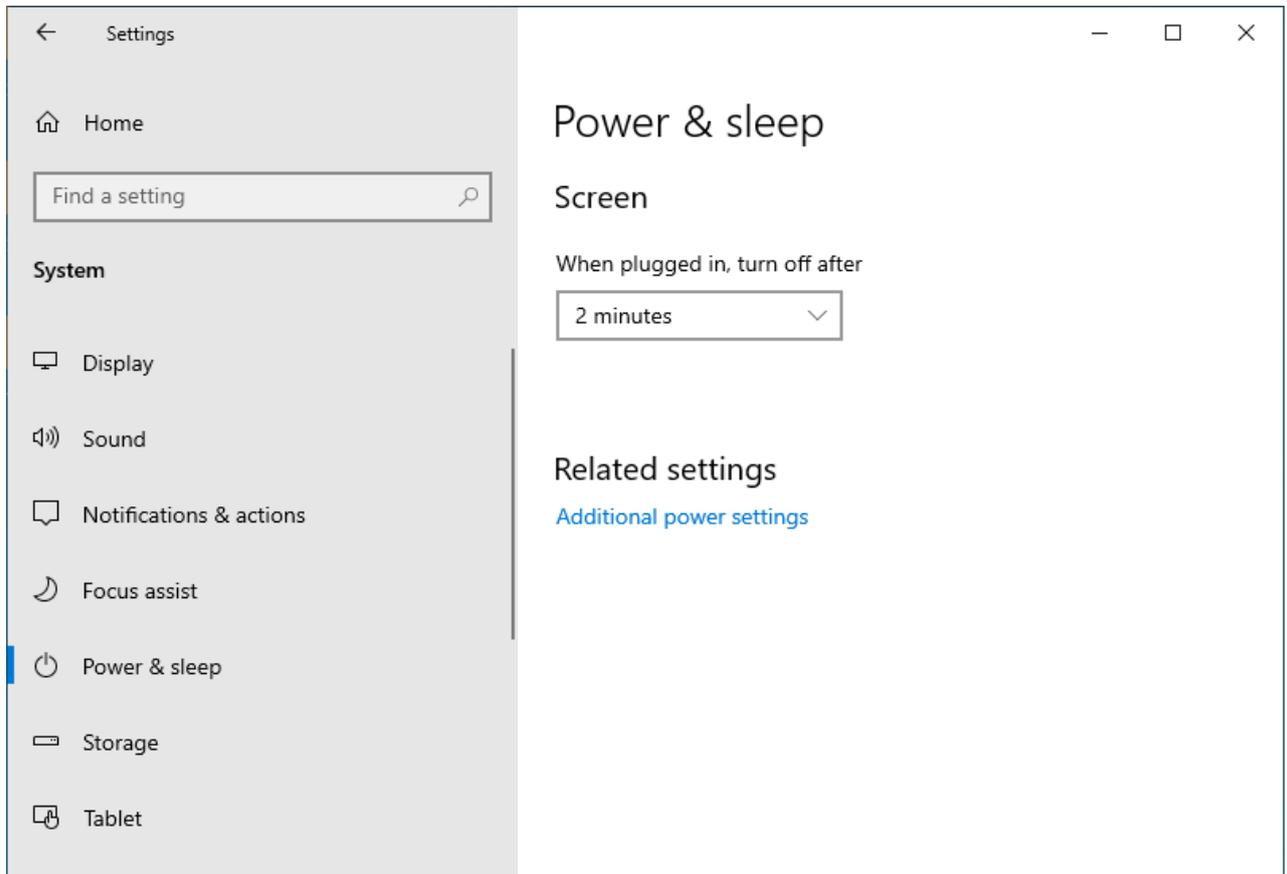 Settings
Home
Find a setting
System
Display
Sound
Notifications & actions
Focus assist
Power & sleep
Storage
Tablet
Power & sleep
Screen
When plugged in, turn off after
2 minutes
Related settings
Additional power settings